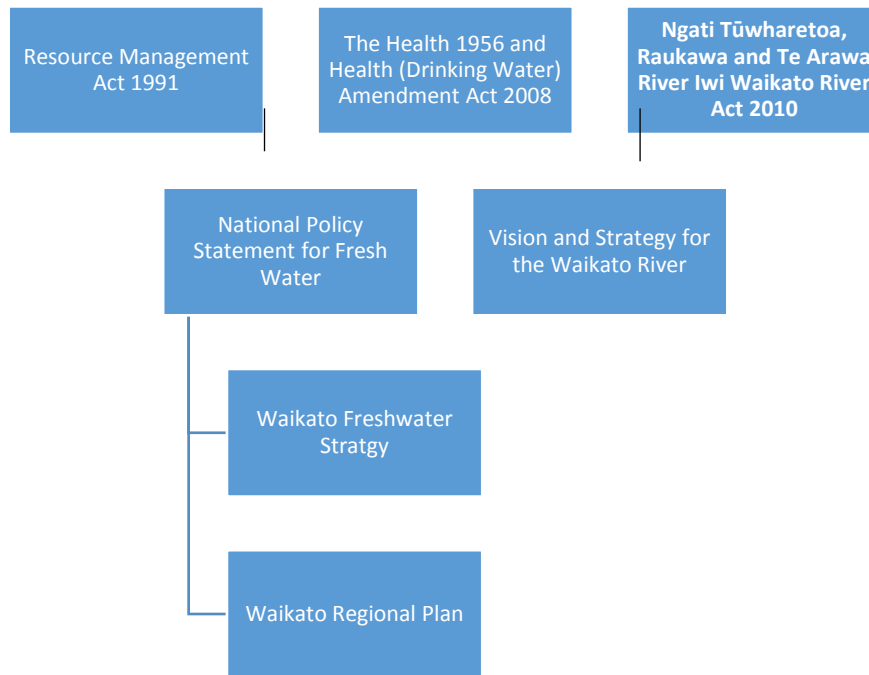 Resource Management
Act 1991
The Health 1956 and
Health (Drinking Water)
Amendment Act 2008
Ngati Tūwharetoa,
Raukawa and Te Arawa
River Iwi Waikato River
Act 2010
National Policy
Statement for Fresh
Water
Vision and Strategy for
the Waikato River
Waikato Freshwater
Stratgy
Waikato Regional Plan